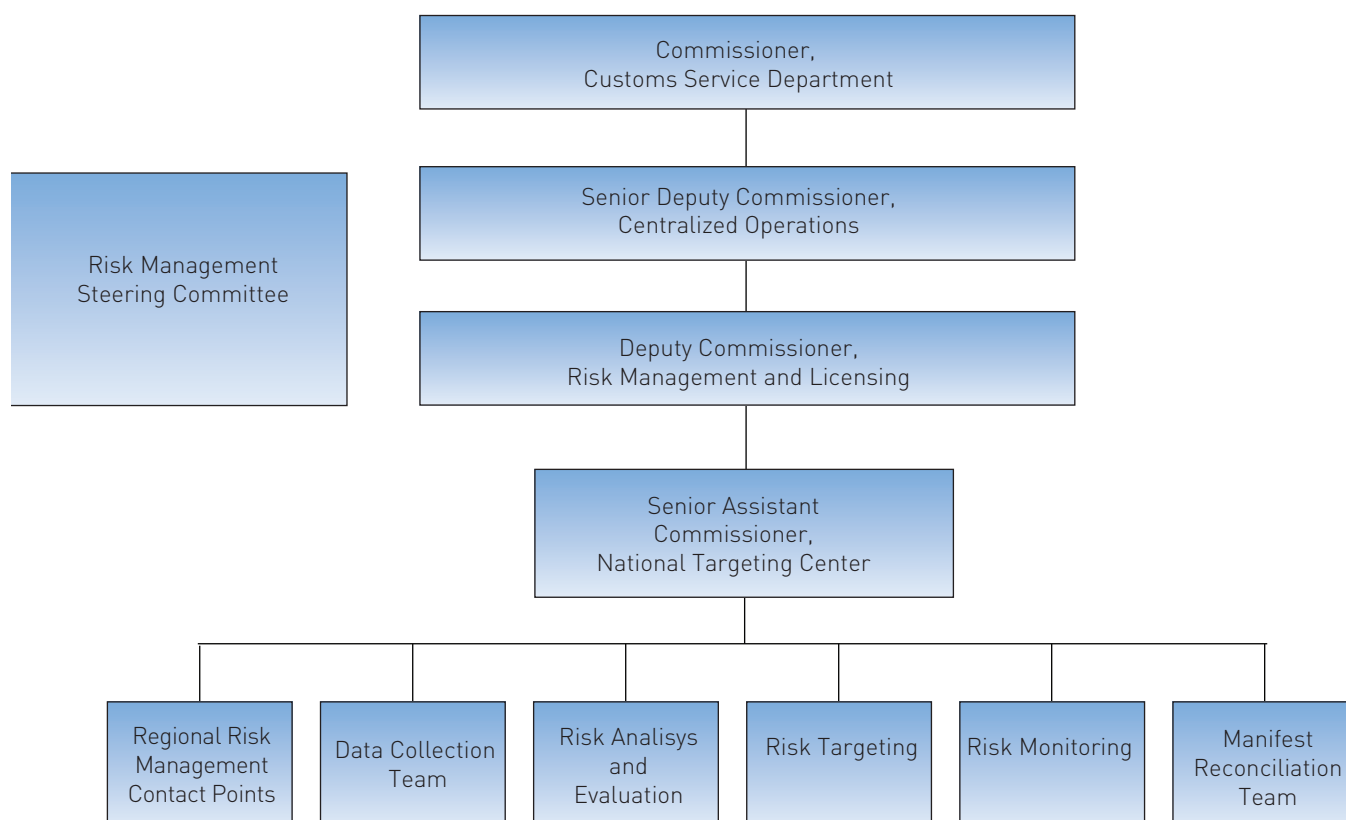 Commissioner,
Customs Service Department
Senior Deputy Commissioner,
Centralized Operations
Risk Management
Steering Committee
Deputy Commissioner,
Risk Management and Licensing
Senior Assistant
Commissioner,
National Targeting Center
Regional Risk
Management
Contact Points
Data Collection
Team
Risk Analisys
and
Evaluation
Risk Targeting
Risk Monitoring
Manifest
Reconciliation
Team